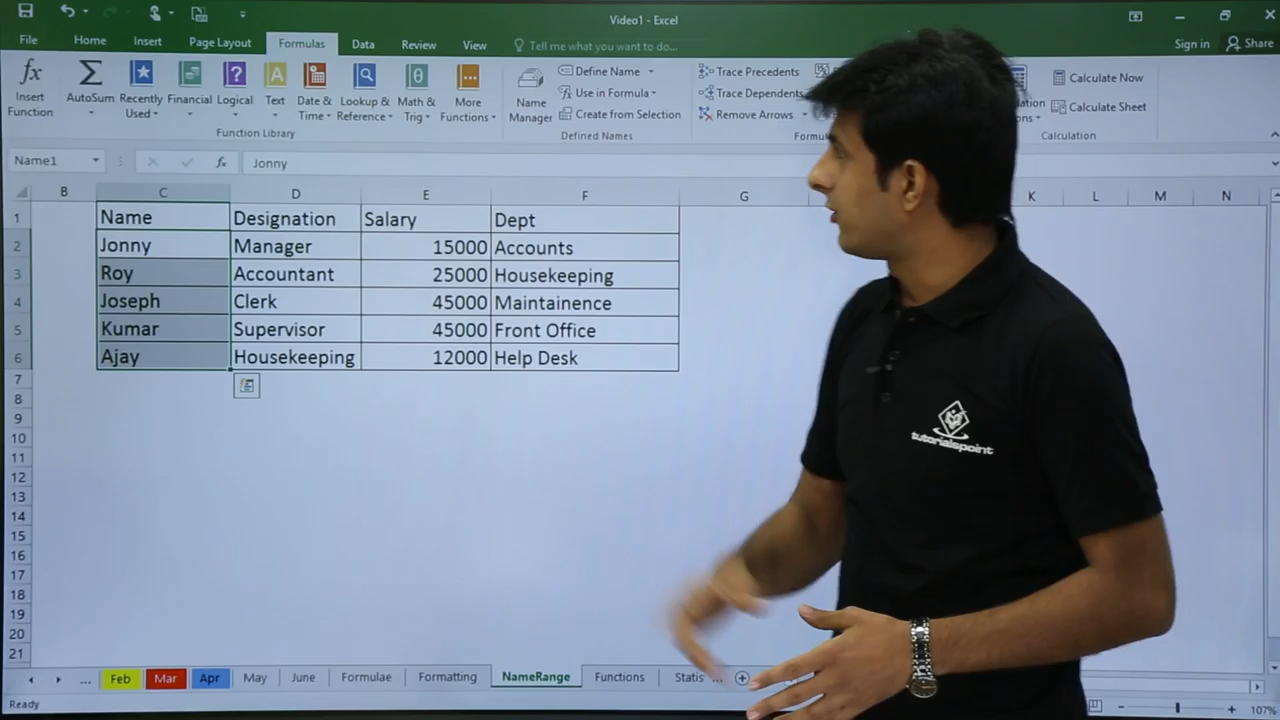 Video1 - Excel
File Home Insert Page Layout Formulas Data Review View Tell me what you want to do... Sign in Share
Insert Function
AutoSum
Recently Used
Financial
Logical
Text
Date & Time
Lookup & Reference
Math & Trig
More Functions
Function Library
Name Manager
Define Name
Use in Formula
Create from Selection
Defined Names
Trace Precedents
Trace Dependents
Remove Arrows
Calculate Now
Calculate Sheet
Calculation
Name1 fx Jonny
B C D E F G K L M N
1 Name Designation Salary Dept
2 Jonny Manager 15000 Accounts
3 Roy Accountant 25000 Housekeeping
4 Joseph Clerk 45000 Maintainence
5 Kumar Supervisor 45000 Front Office
6 Ajay Housekeeping 12000 Help Desk
7
8
9
10
11
12
13
14
15
16
17
18
19
20
21
tutorialspoint
... Feb Mar Apr May June Formulae Formatting NameRange Functions Statis ...
Ready 107%